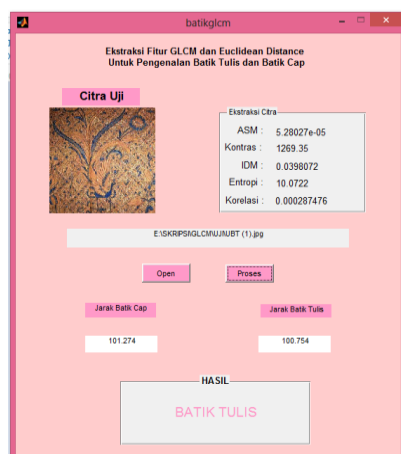 batikglcm
Ekstraksi Fitur GLCM dan Euclidean Distance
Untuk Pengenalan Batik Tulis dan Batik Cap
Citra Uji
Ekstraksi Citra
ASM : 5.28027e-05
Kontras : 1269.35
IDM : 0.0398072
Entropi : 10.0722
Korelasi : 0.000287476
E:\SKRIPSI\GLCM\UJI\UBT (1).jpg
Open Proses
Jarak Batik Cap Jarak Batik Tulis
101.274 100.754
HASIL
BATIK TULIS